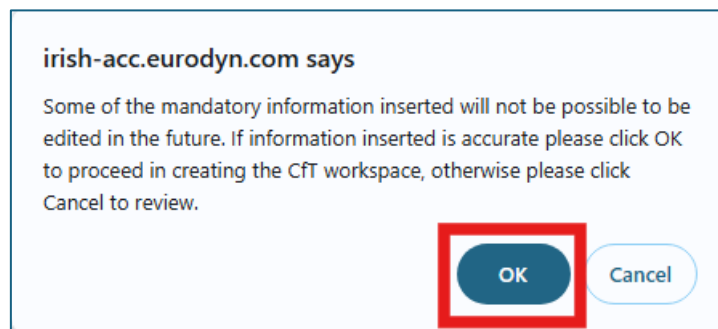 irish-acc.eurodyn.com says
Some of the mandatory information inserted will not be possible to be
edited in the future. If information inserted is accurate please click OK
to proceed in creating the CfT workspace, otherwise please click
Cancel to review.
OK Cancel